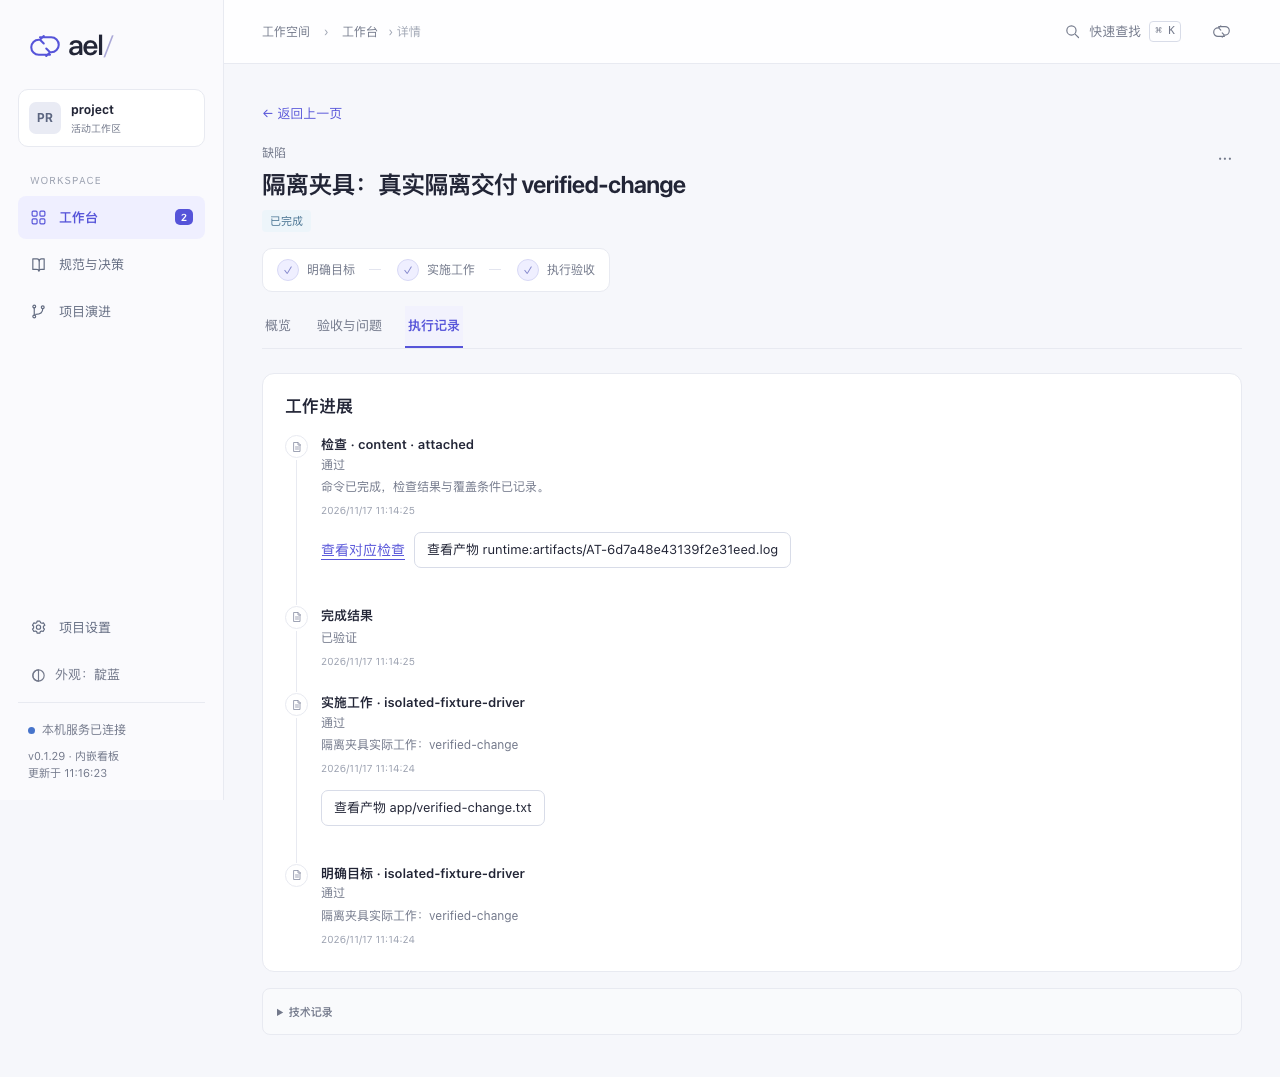 ael/
PR
project
活动工作区
WORKSPACE
工作台
2
规范与决策
项目演进
项目设置
外观：靛蓝
本机服务已连接
v0.1.29 · 内嵌看板
更新于 11:16:23
工作空间 › 工作台 › 详情
快速查找 ⌘ K
← 返回上一页
缺陷
...
隔离夹具：真实隔离交付 verified-change
已完成
明确目标 — 实施工作 — 执行验收
概览 验收与问题 执行记录
工作进展
检查 · content · attached
通过
命令已完成，检查结果与覆盖条件已记录。
2026/11/17 11:14:25
查看对应检查 查看产物 runtime:artifacts/AT-6d7a48e43139f2e31eed.log
完成结果
已验证
2026/11/17 11:14:25
实施工作 · isolated-fixture-driver
通过
隔离夹具实际工作：verified-change
2026/11/17 11:14:24
查看产物 app/verified-change.txt
明确目标 · isolated-fixture-driver
通过
隔离夹具实际工作：verified-change
2026/11/17 11:14:24
▶ 技术记录